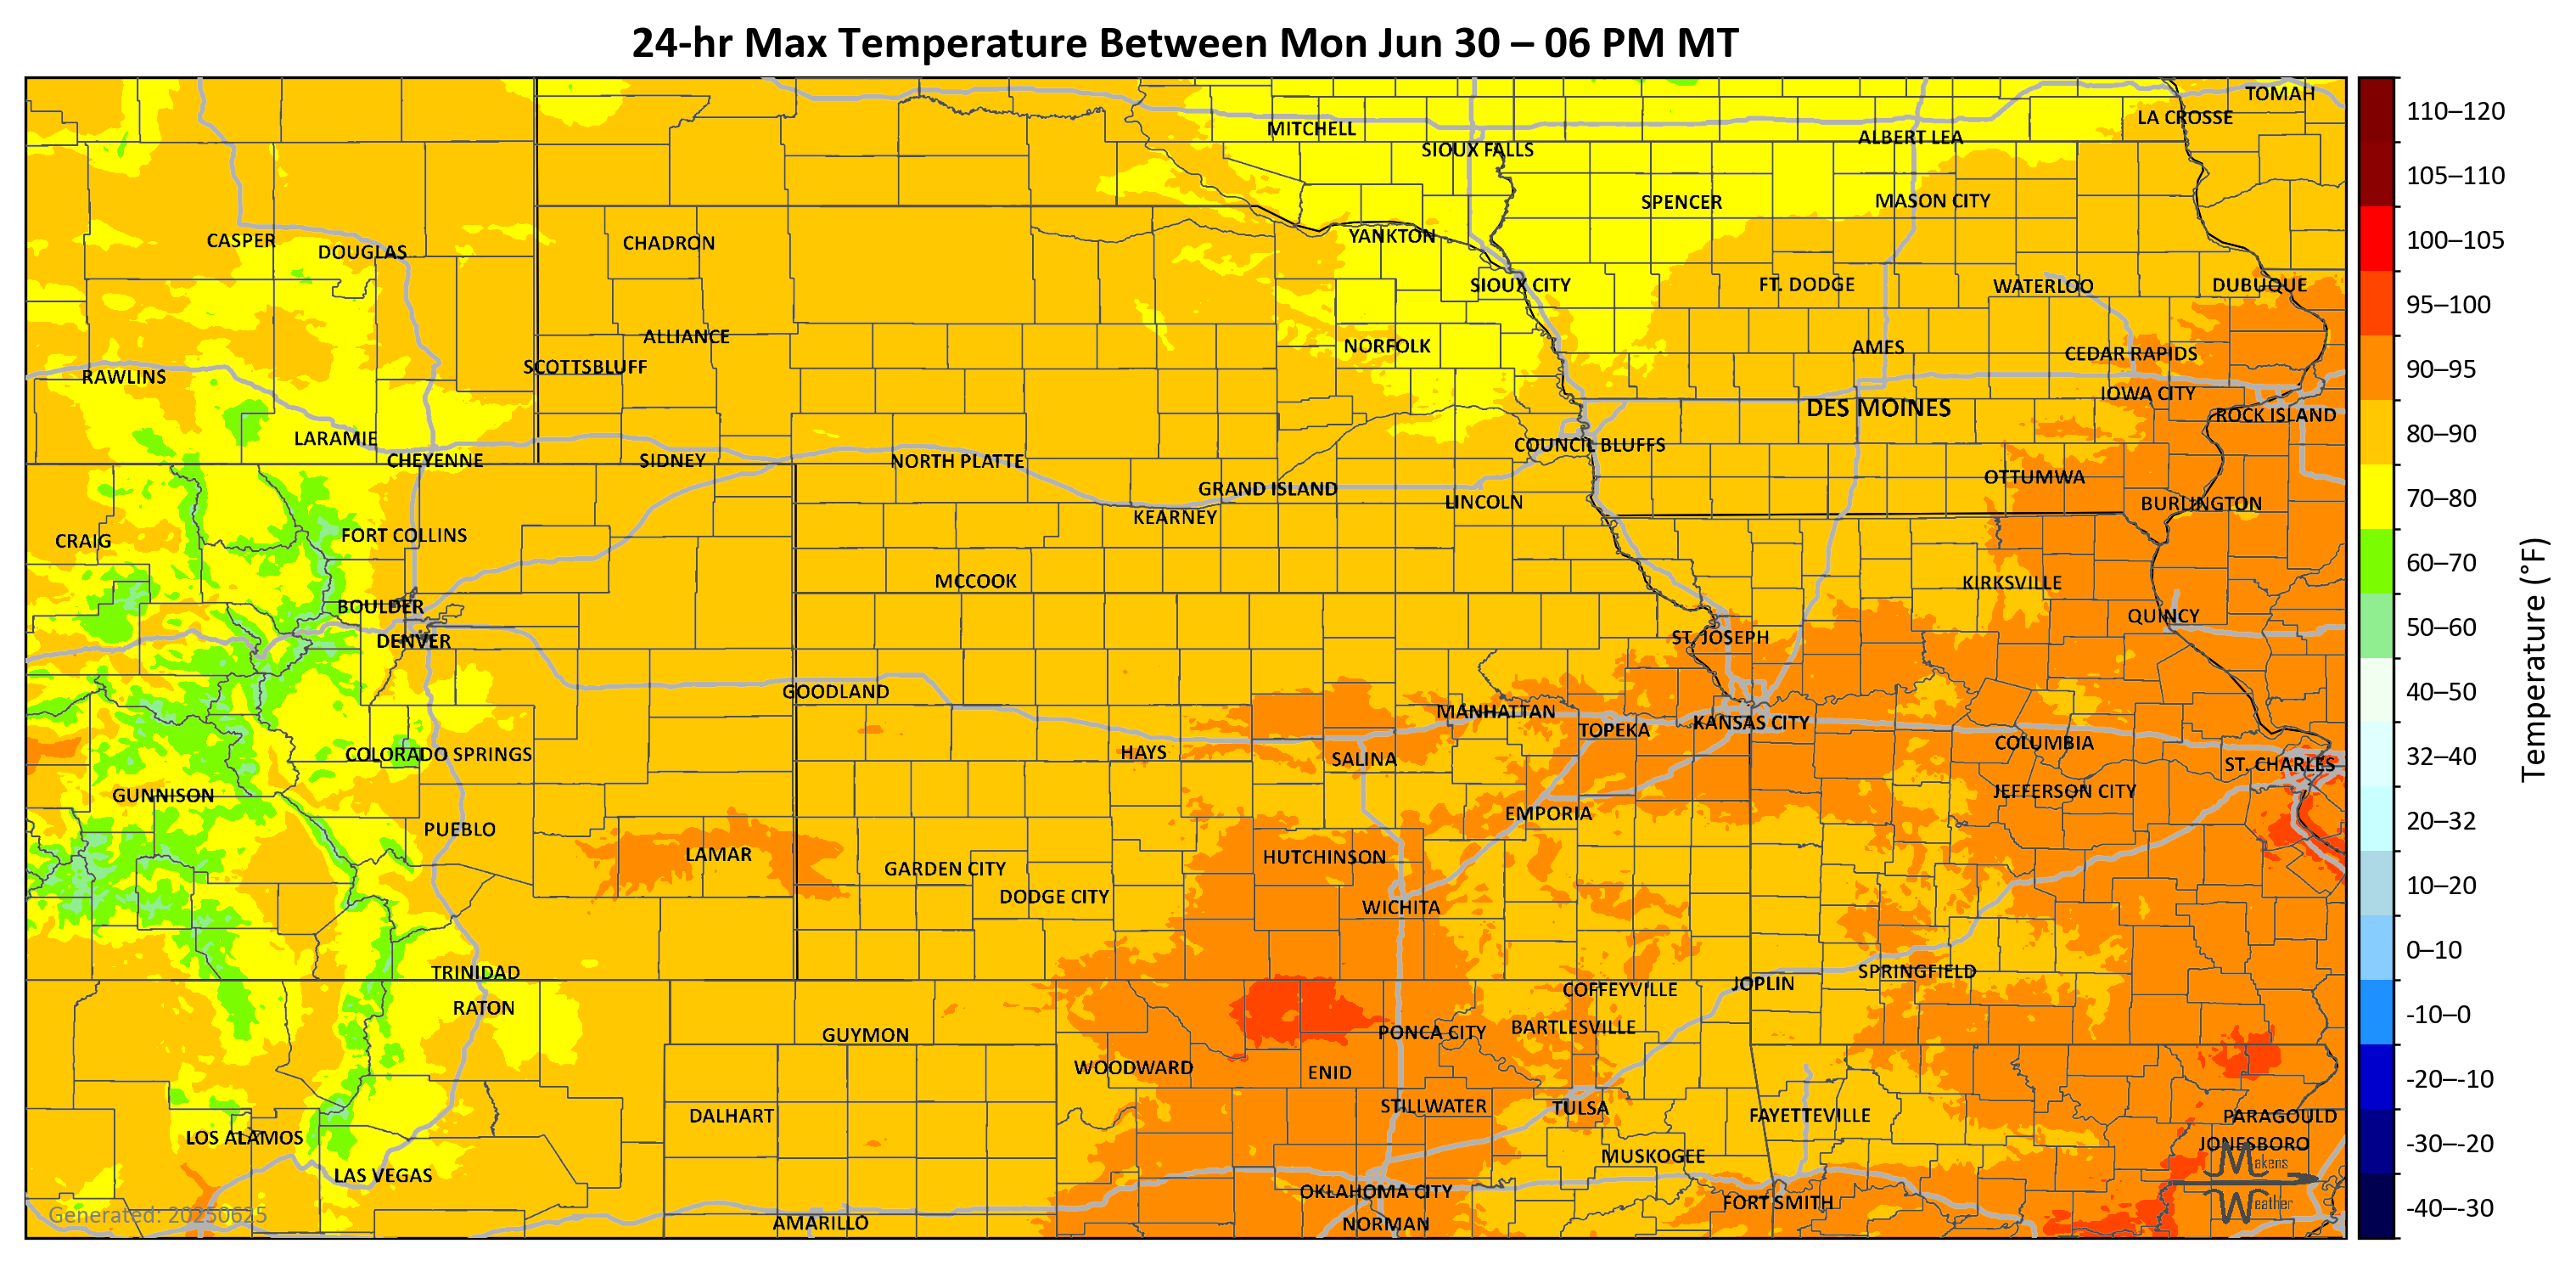 24-hr Max Temperature Between Mon Jun 30 – 06 PM MT
TOMAH
LA CROSSE
MITCHELL
ALBERT LEA
SIOUX FALLS
SPENCER
MASON CITY
CASPER
DOUGLAS
CHADRON
YANKTON
SIOUX CITY
FT. DODGE
WATERLOO
DUBUQUE
ALLIANCE
NORFOLK
AMES
CEDAR RAPIDS
SCOTTSBLUFF
RAWLINS
IOWA CITY
DES MOINES
ROCK ISLAND
LARAMIE
COUNCIL BLUFFS
CHEYENNE
SIDNEY
NORTH PLATTE
OTTUMWA
GRAND ISLAND
LINCOLN
BURLINGTON
KEARNEY
FORT COLLINS
CRAIG
MCCOOK
KIRKSVILLE
BOULDER
QUINCY
DENVER
ST. JOSEPH
GOODLAND
MANHATTAN
KANSAS CITY
TOPEKA
COLUMBIA
COLORADO SPRINGS
HAYS
SALINA
ST. CHARLES
GUNNISON
JEFFERSON CITY
EMPORIA
PUEBLO
LAMAR
HUTCHINSON
GARDEN CITY
DODGE CITY
WICHITA
TRINIDAD
SPRINGFIELD
JOPLIN
COFFEYVILLE
RATON
GUYMON
PONCA CITY
BARTLESVILLE
WOODWARD
ENID
STILLWATER
TULSA
DALHART
FAYETTEVILLE
PARAGOULD
LOS ALAMOS
JONESBORO
MUSKOGEE
LAS VEGAS
OKLAHOMA CITY
FORT SMITH
AMARILLO
NORMAN
Generated: 20250625
Makens
Weather
110–120
105–110
100–105
95–100
90–95
80–90
70–80
60–70
50–60
40–50
32–40
20–32
10–20
0–10
-10–0
-20–-10
-30–-20
-40–-30
Temperature (°F)